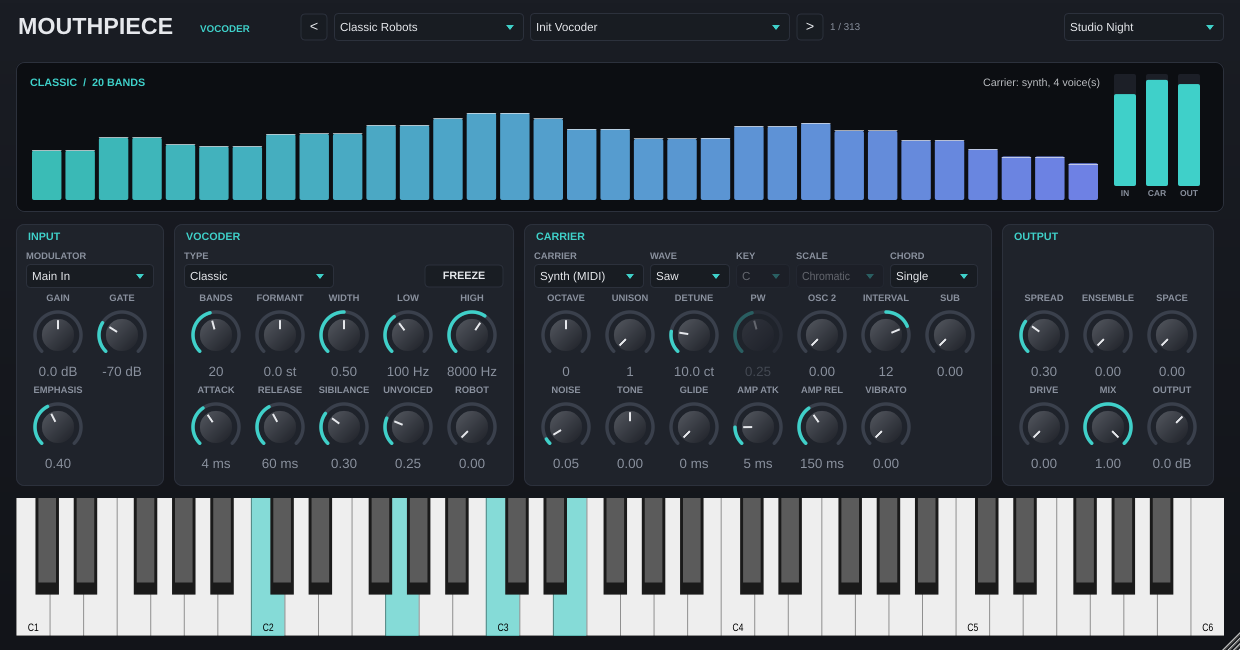 MOUTHPIECE VOCODER < Classic Robots Init Vocoder > 1 / 313 Studio Night
CLASSIC / 20 BANDS Carrier: synth, 4 voice(s)
IN CAR OUT
INPUT VOCODER CARRIER OUTPUT
MODULATOR TYPE CARRIER WAVE KEY SCALE CHORD
Main In Classic FREEZE Synth (MIDI) Saw C Chromatic Single
GAIN GATE BANDS FORMANT WIDTH LOW HIGH OCTAVE UNISON DETUNE PW OSC 2 INTERVAL SUB SPREAD ENSEMBLE SPACE
0.0 dB -70 dB 20 0.0 st 0.50 100 Hz 8000 Hz 0 1 10.0 ct 0.25 0.00 12 0.00 0.30 0.00 0.00
EMPHASIS ATTACK RELEASE SIBILANCE UNVOICED ROBOT NOISE TONE GLIDE AMP ATK AMP REL VIBRATO DRIVE MIX OUTPUT
0.40 4 ms 60 ms 0.30 0.25 0.00 0.05 0.00 0 ms 5 ms 150 ms 0.00 0.00 1.00 0.0 dB
C1 C2 C3 C4 C5 C6